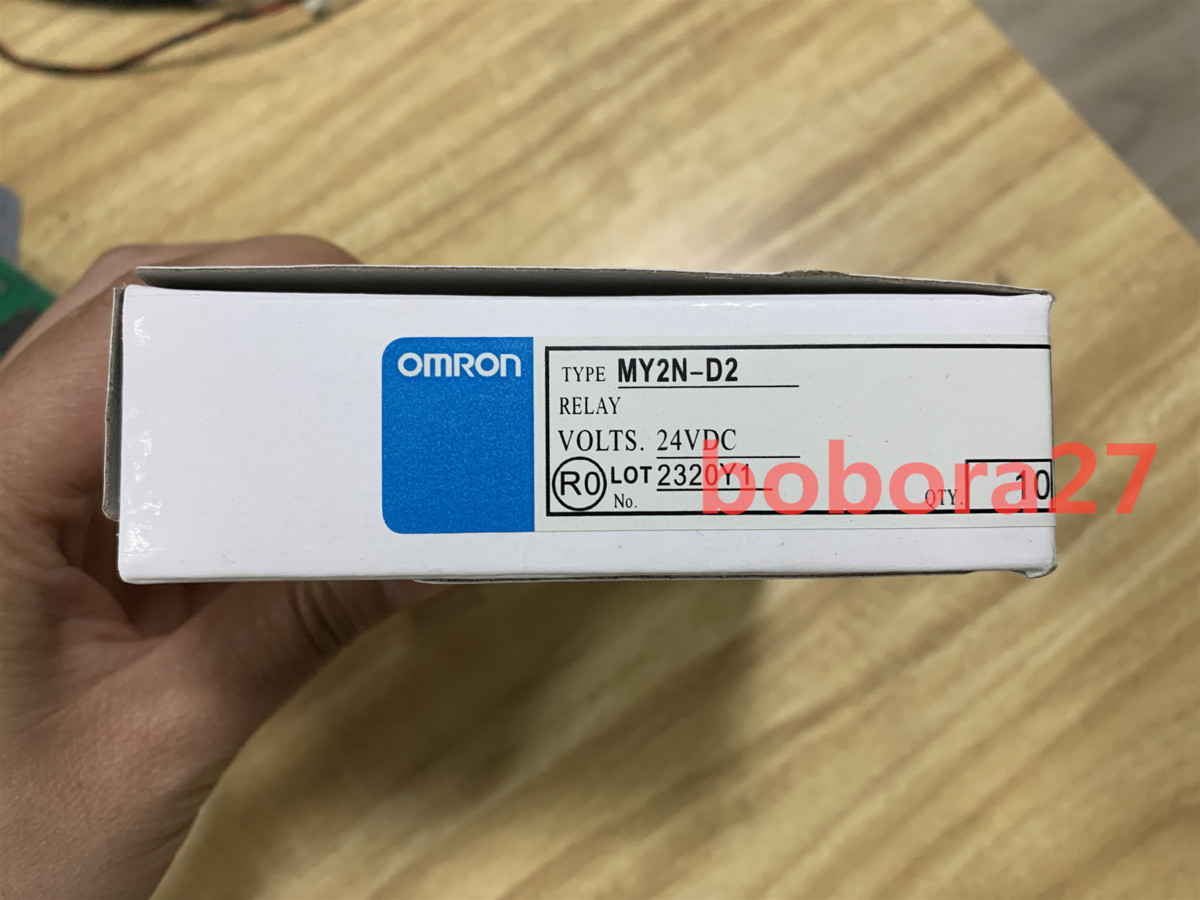 OMRON
TYPE MY2N-D2
RELAY
VOLTS. 24VDC
R0 LOT No. 2320Y1
QTY. 10
bobora27